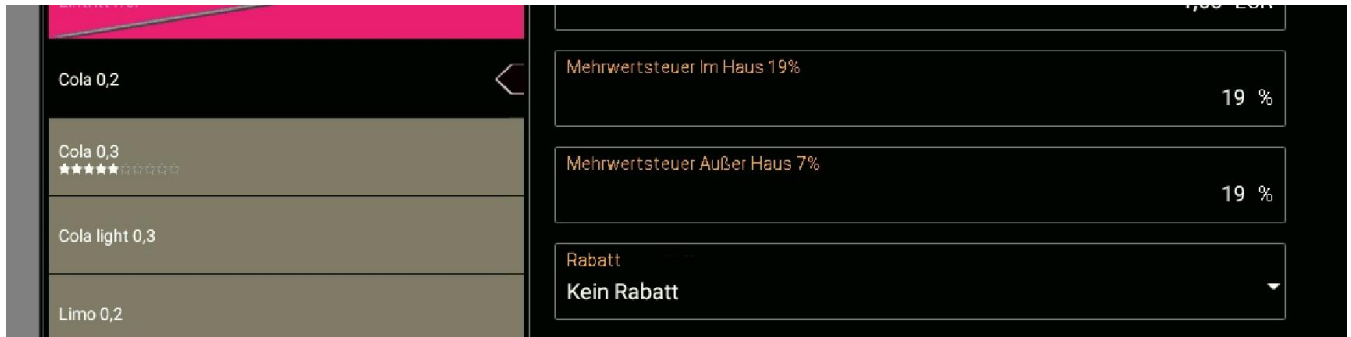 Cola 0,2
Cola 0,3
Cola light 0,3
Limo 0,2
EUR
Mehrwertsteuer Im Haus 19%
19 %
Mehrwertsteuer Außer Haus 7%
19 %
Rabatt
Kein Rabatt